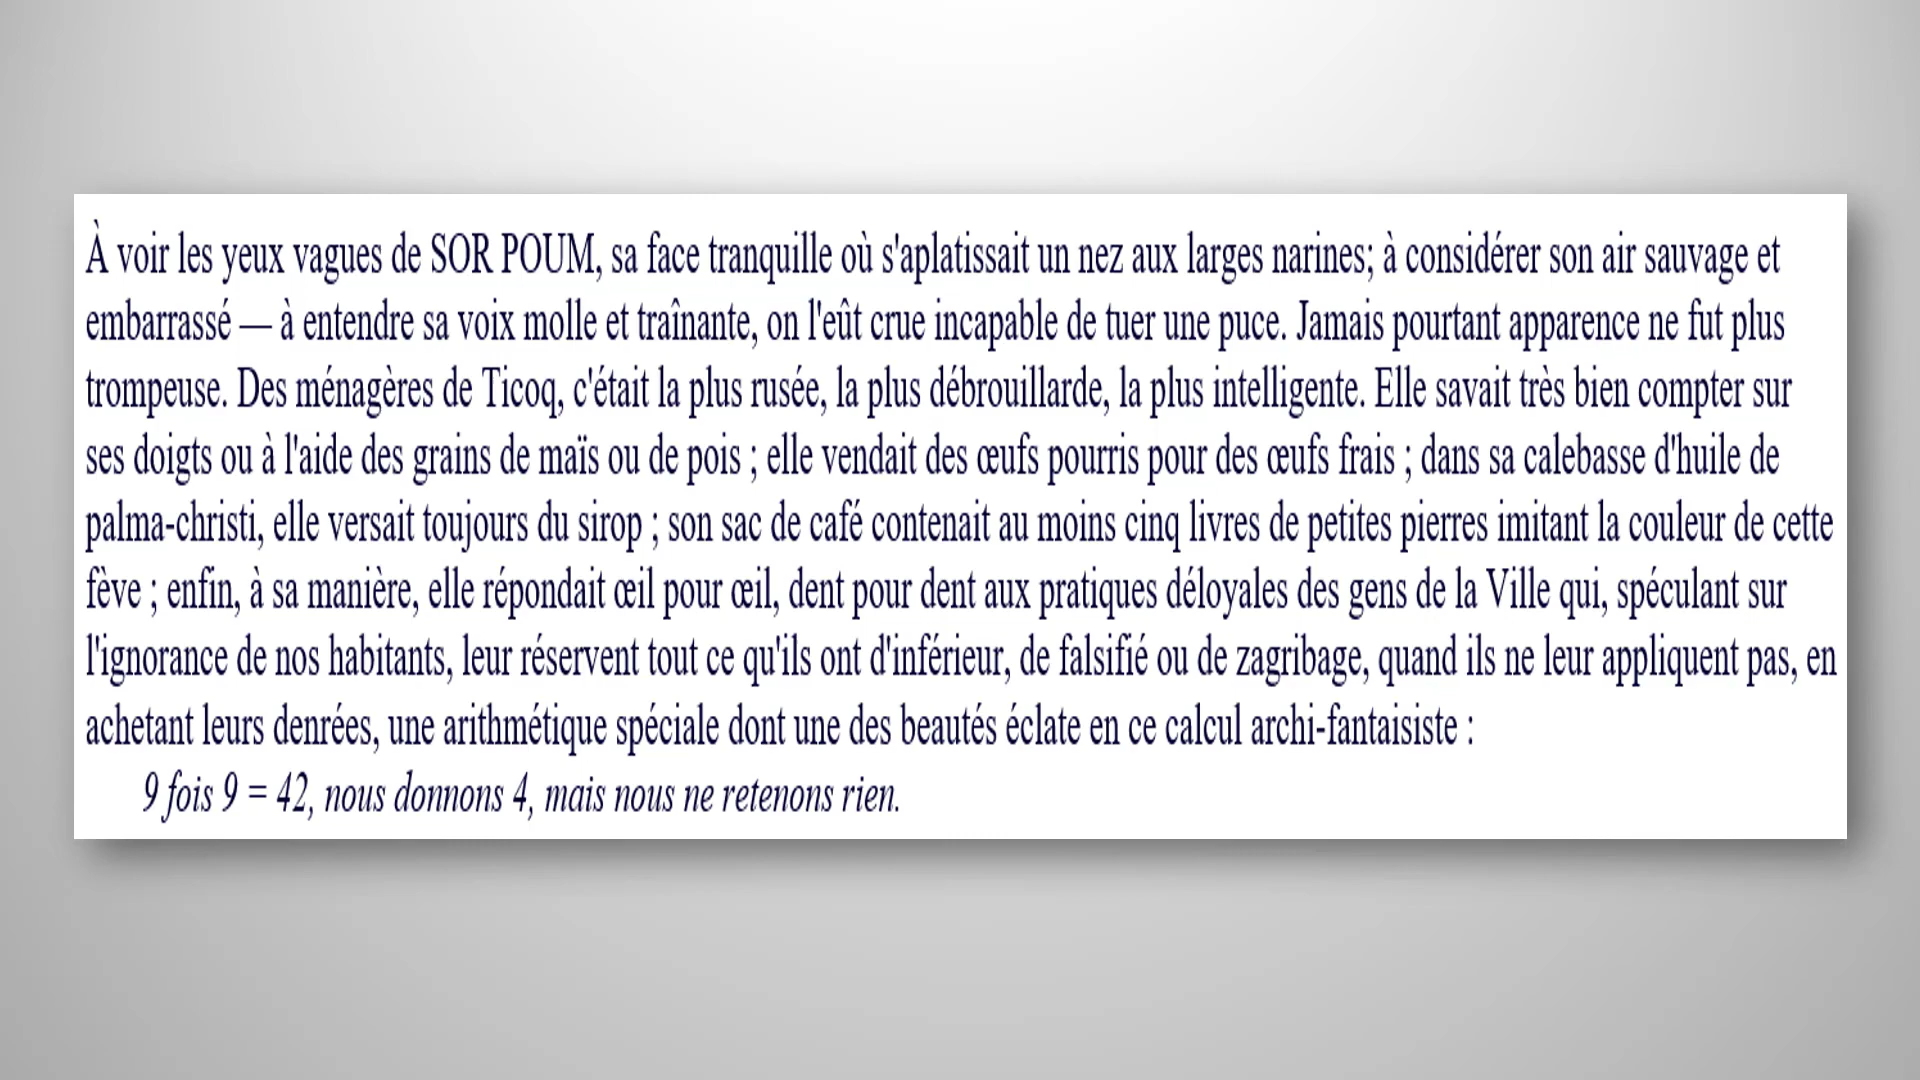 À voir les yeux vagues de SOR POUM, sa face tranquille où s'aplatissait un nez aux larges narines; à considérer son air sauvage et
embarrassé — à entendre sa voix molle et traînante, on l'eût crue incapable de tuer une puce. Jamais pourtant apparence ne fut plus
trompeuse. Des ménagères de Ticoq, c'était la plus rusée, la plus débrouillarde, la plus intelligente. Elle savait très bien compter sur
ses doigts ou à l'aide des grains de maïs ou de pois ; elle vendait des œufs pourris pour des œufs frais ; dans sa calebasse d'huile de
palma-christi, elle versait toujours du sirop ; son sac de café contenait au moins cinq livres de petites pierres imitant la couleur de cette
fève ; enfin, à sa manière, elle répondait œil pour œil, dent pour dent aux pratiques déloyales des gens de la Ville qui, spéculant sur
l'ignorance de nos habitants, leur réservent tout ce qu'ils ont d'inférieur, de falsifié ou de zagribage, quand ils ne leur appliquent pas, en
achetant leurs denrées, une arithmétique spéciale dont une des beautés éclate en ce calcul archi-fantaisiste :
9 fois 9 = 42, nous donnons 4, mais nous ne retenons rien.